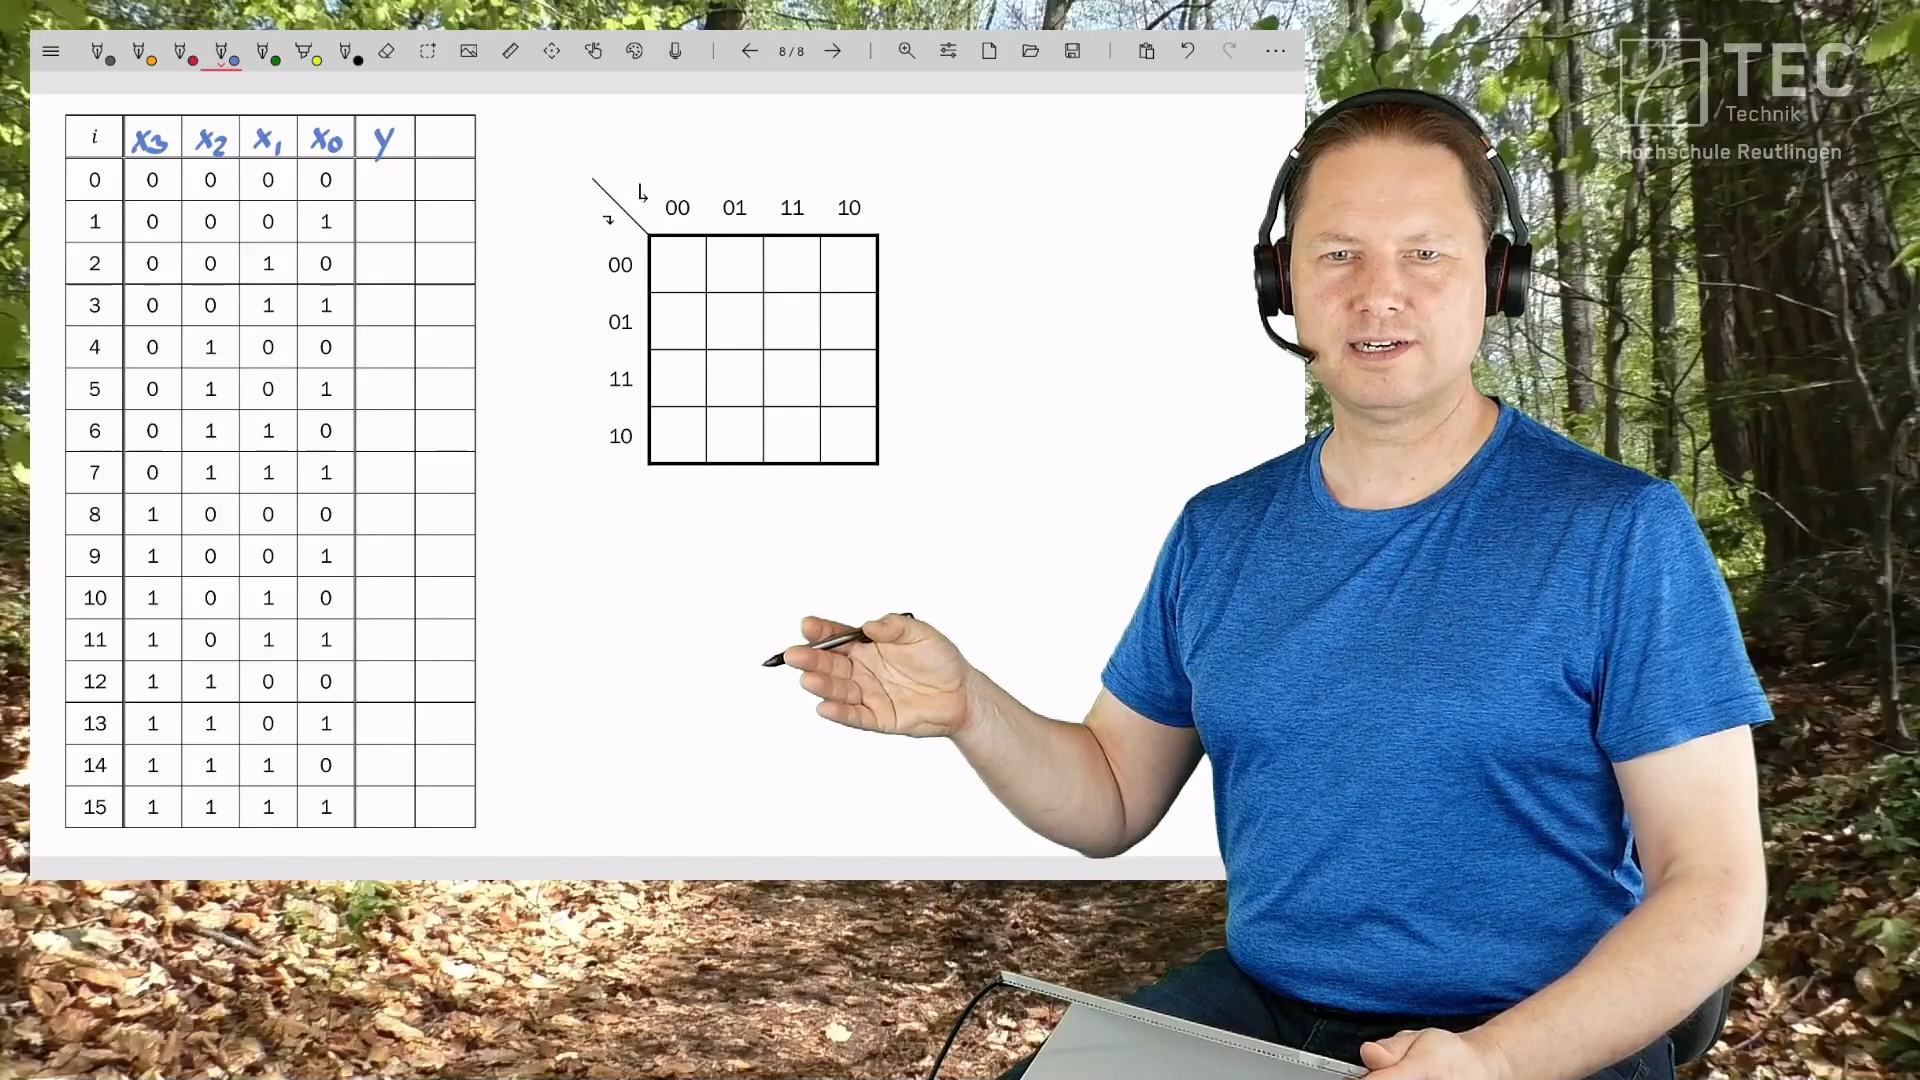 8/8
TEC
Technik
Hochschule Reutlingen
i x3 x2 x1 x0 y
0 0 0 0 0
1 0 0 0 1
2 0 0 1 0
3 0 0 1 1
4 0 1 0 0
5 0 1 0 1
6 0 1 1 0
7 0 1 1 1
8 1 0 0 0
9 1 0 0 1
10 1 0 1 0
11 1 0 1 1
12 1 1 0 0
13 1 1 0 1
14 1 1 1 0
15 1 1 1 1
00 01 11 10
00
01
11
10